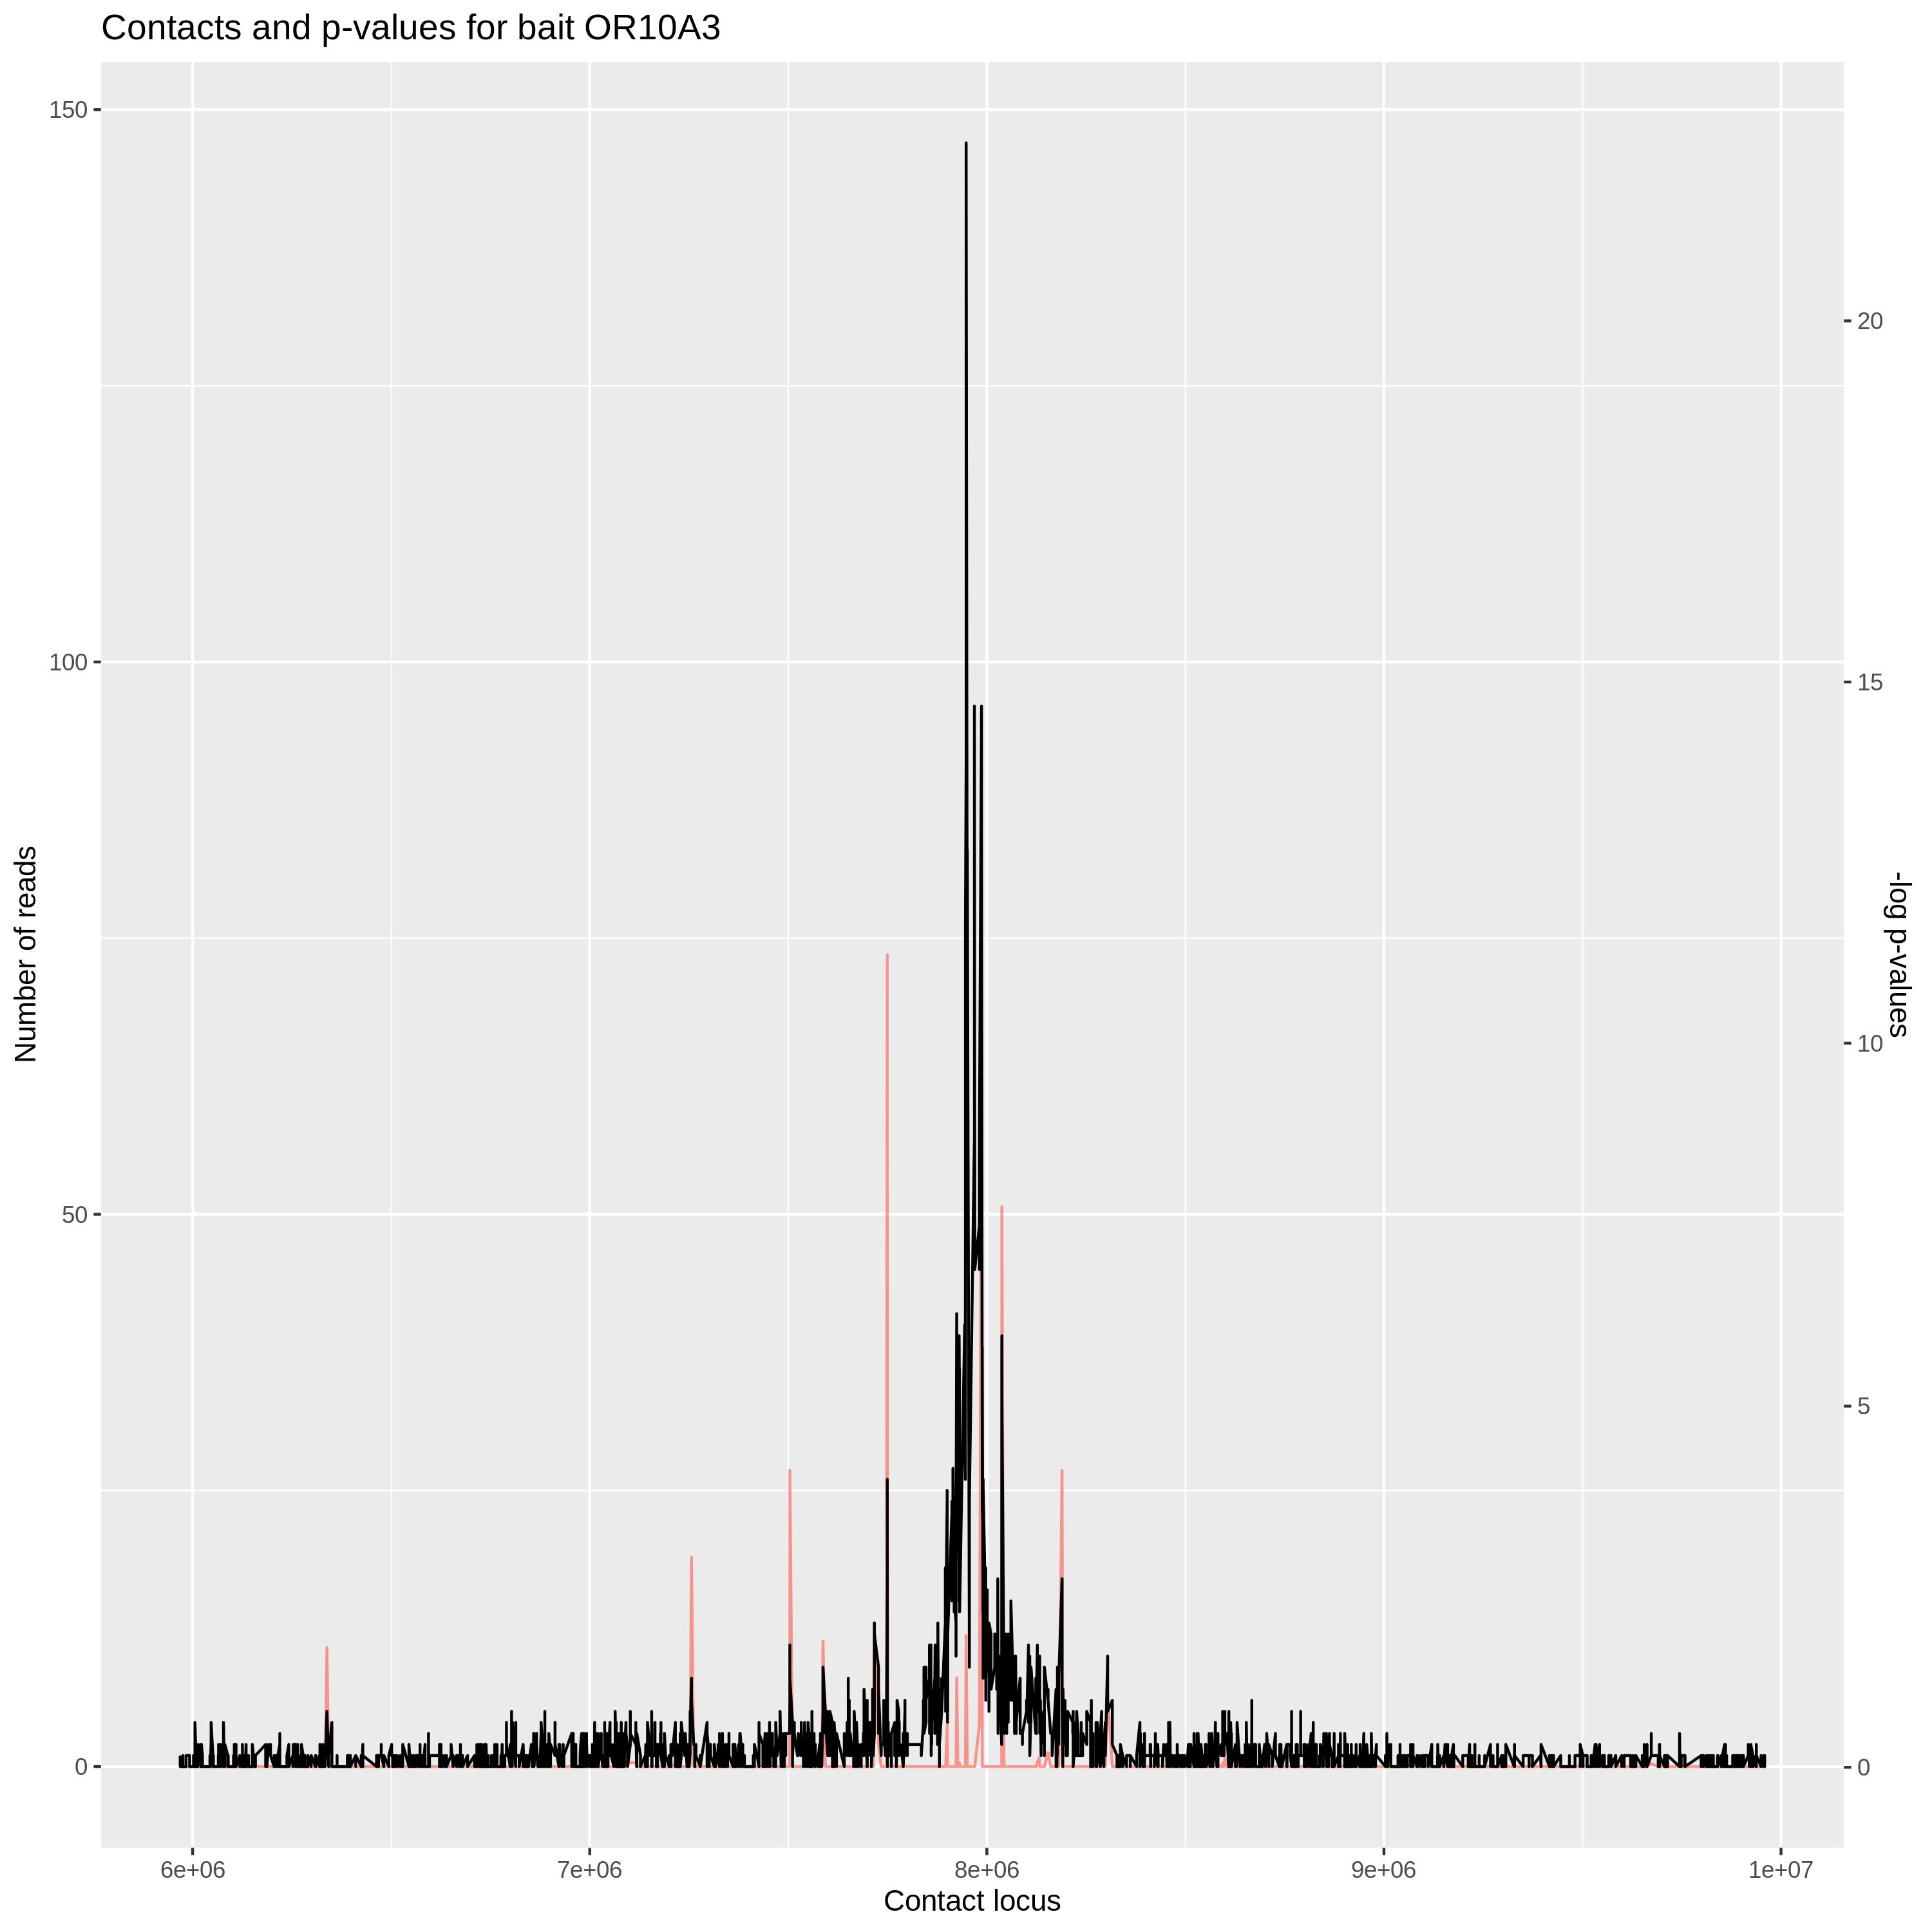 Contacts and p-values for bait OR10A3
150
100
50
0
Number of reads
20
15
10
5
0
-log p-values
6e+06
7e+06
8e+06
9e+06
1e+07
Contact locus